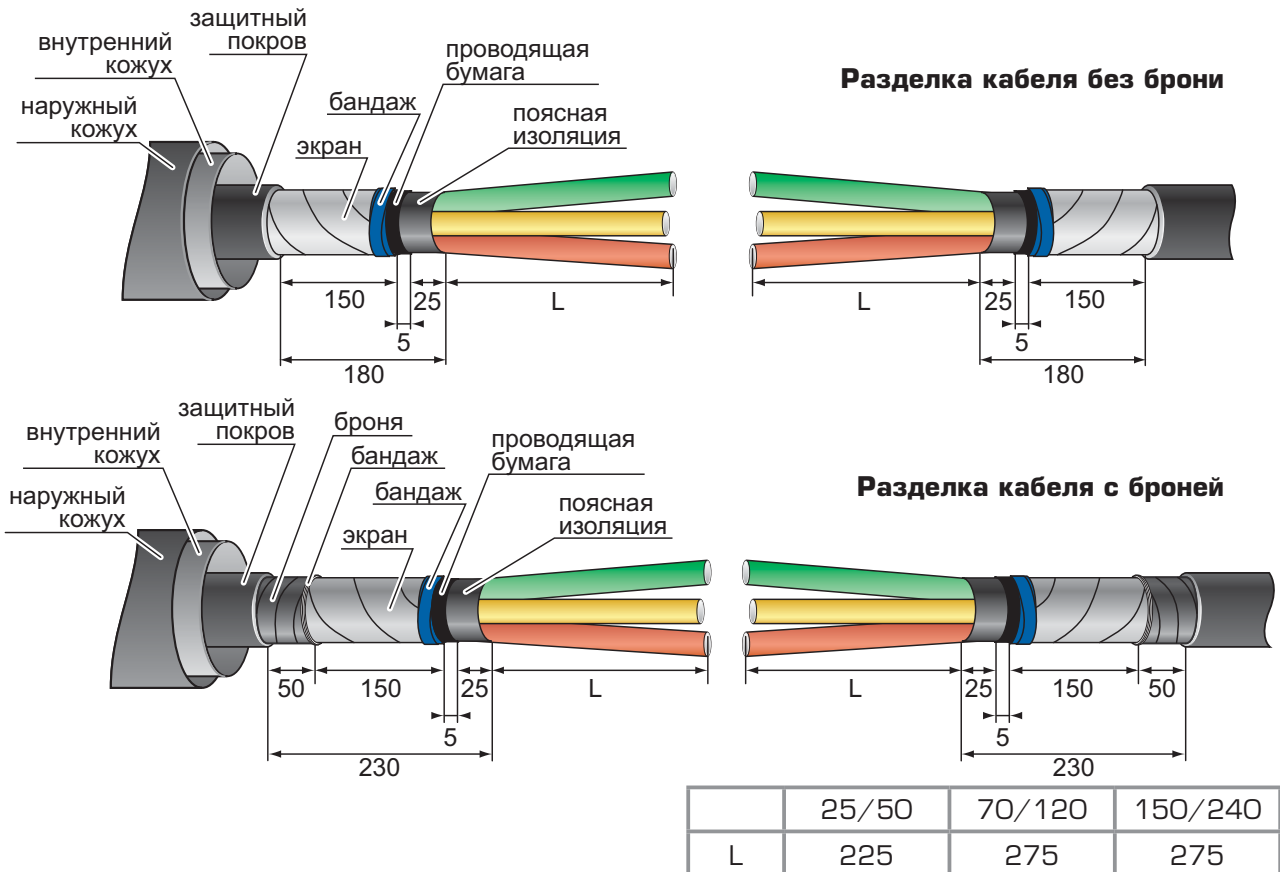 защитный
покров
внутренний
кожух
наружный
кожух
экран
бандаж
проводящая
бумага
поясная
изоляция
Разделка кабеля без брони
150
25
L
5
180
L
25
150
5
180
защитный
покров
внутренний
кожух
наружный
кожух
броня
бандаж
бандаж
экран
проводящая
бумага
поясная
изоляция
Разделка кабеля с броней
50
150
25
L
5
230
L
25
150
50
5
230
25/50 70/120 150/240
L 225 275 275